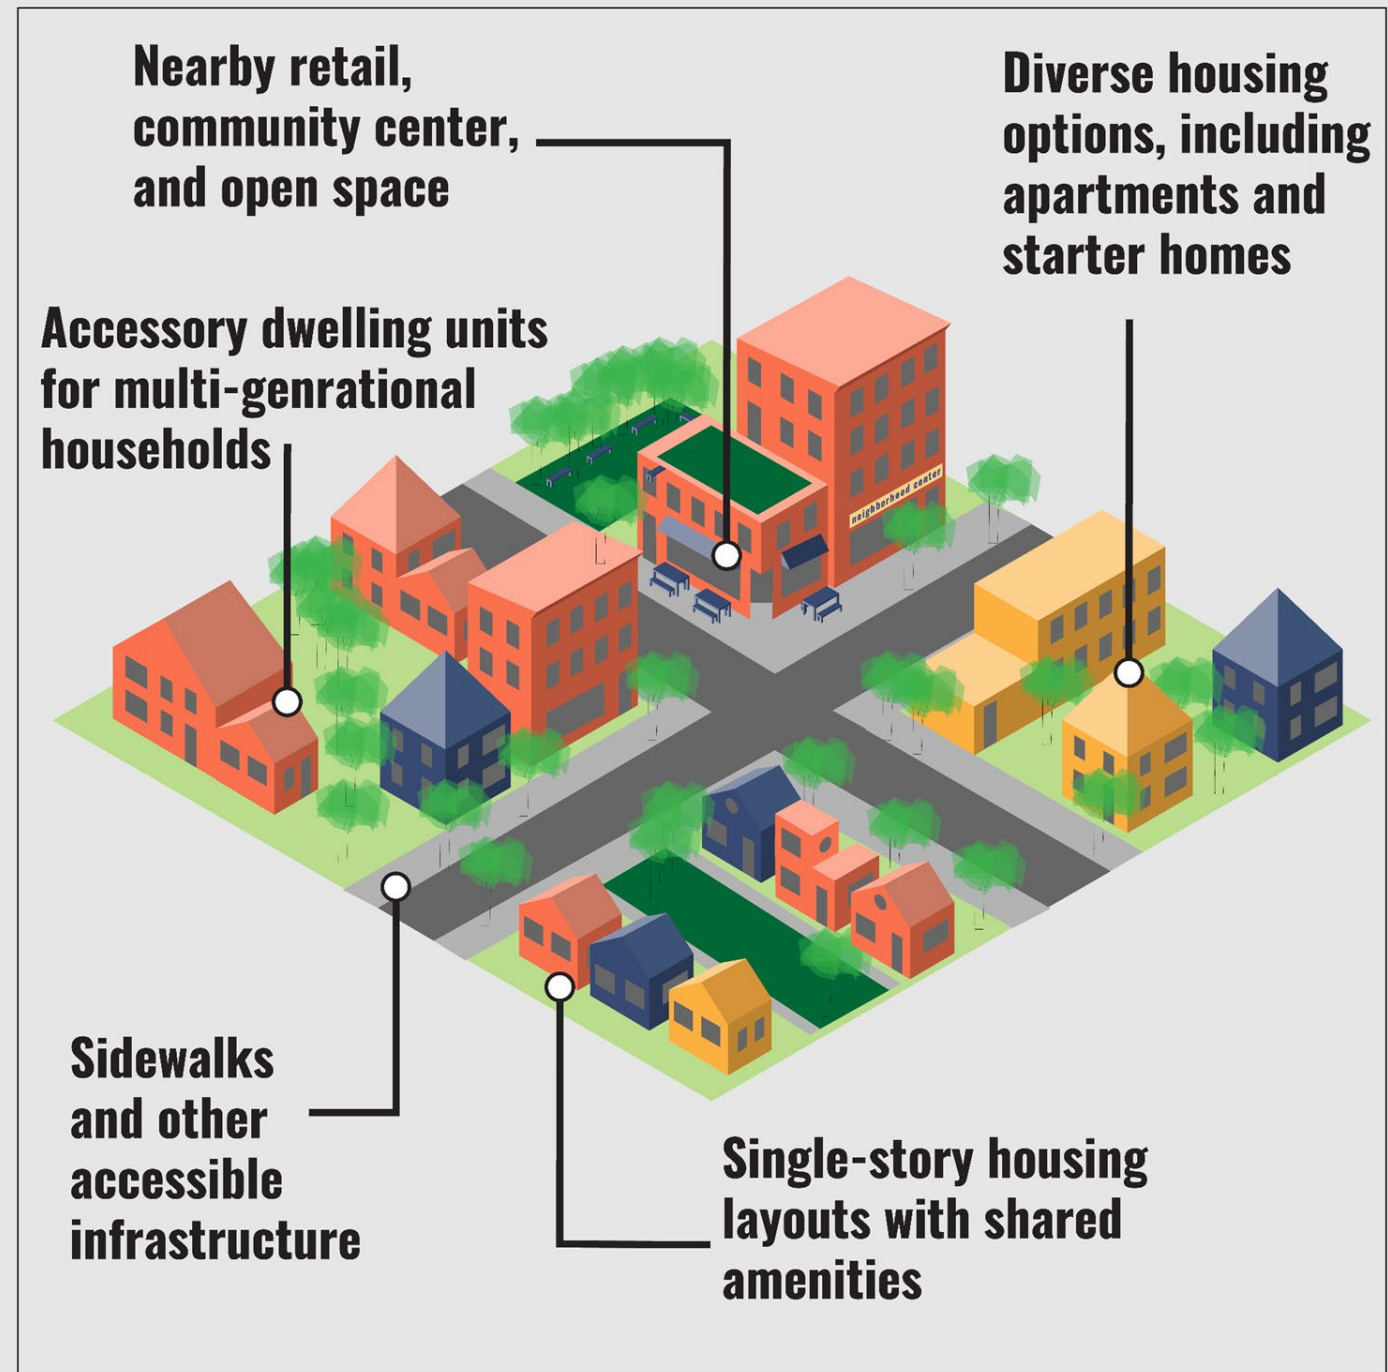 Nearby retail,
community center,
and open space
Diverse housing
options, including
apartments and
starter homes
Accessory dwelling units
for multi-genrational
households
neighborhood center
Sidewalks
and other
accessible
infrastructure
Single-story housing
layouts with shared
amenities